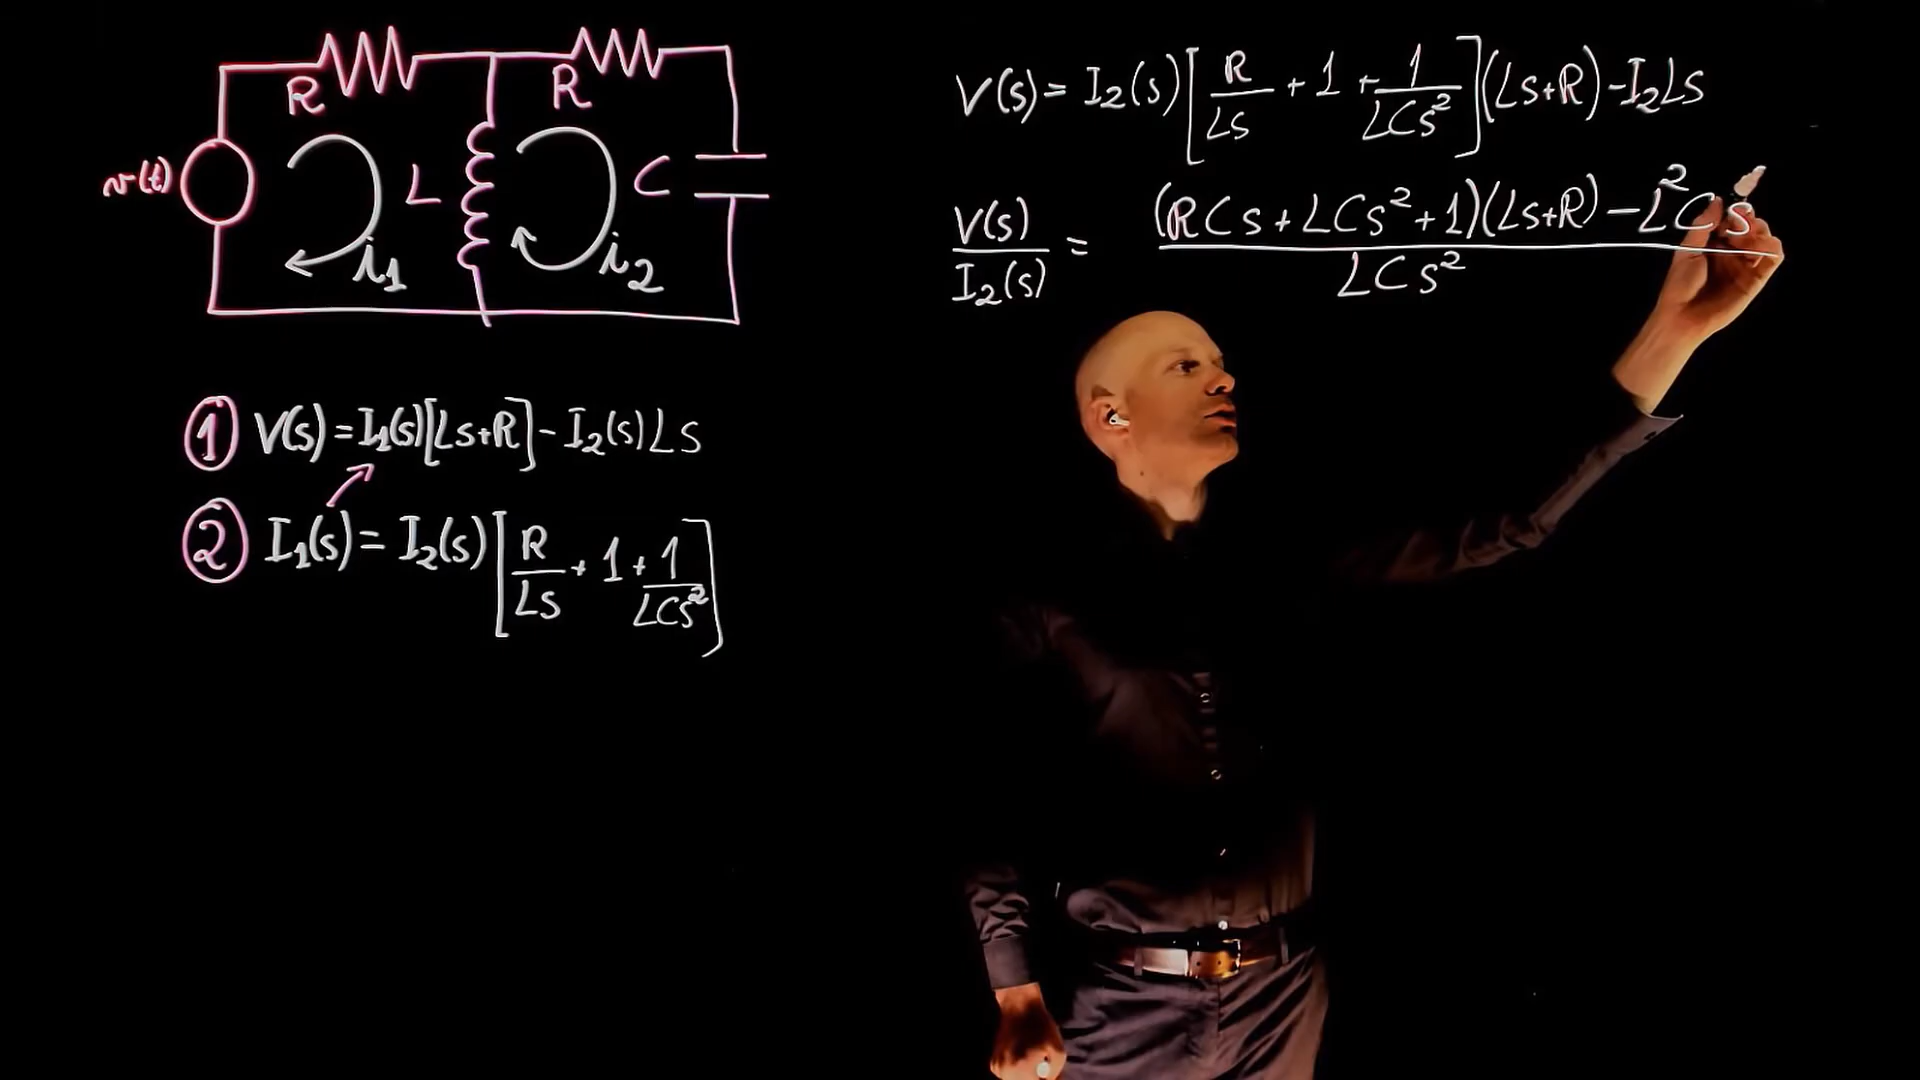 R
R
v(t)
L
C
i₁
i₂
① V(s) = I₁(s)[Ls+R] - I₂(s)Ls
② I₁(s) = I₂(s)[R/Ls + 1 + 1/LCs²]
V(s) = I₂(s)[R/Ls + 1 + 1/LCs²](Ls+R) - I₂Ls
V(s)/I₂(s) = (RCs + LCs² + 1)(Ls+R) - L²Cs / LCs²